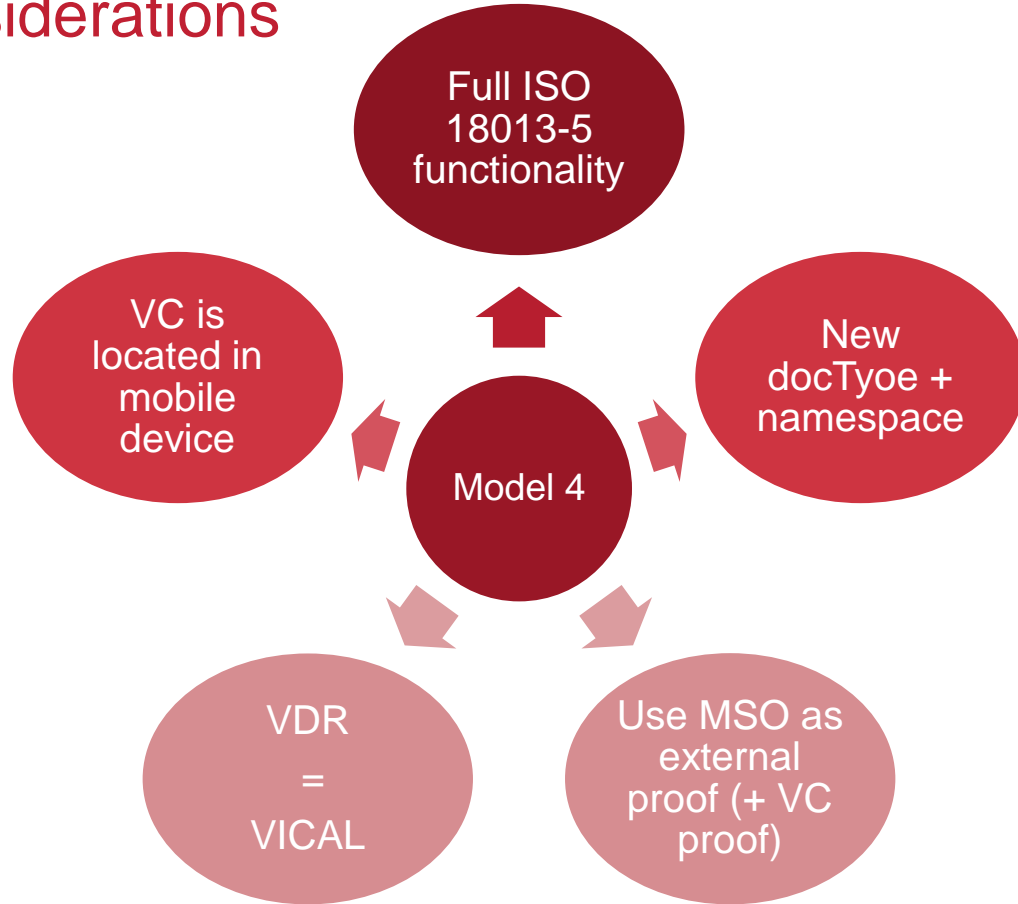 siderations
Full ISO
18013-5
functionality
VC is
located in
mobile
device
New
docTyoe +
namespace
Model 4
VDR
=
VICAL
Use MSO as
external
proof (+ VC
proof)